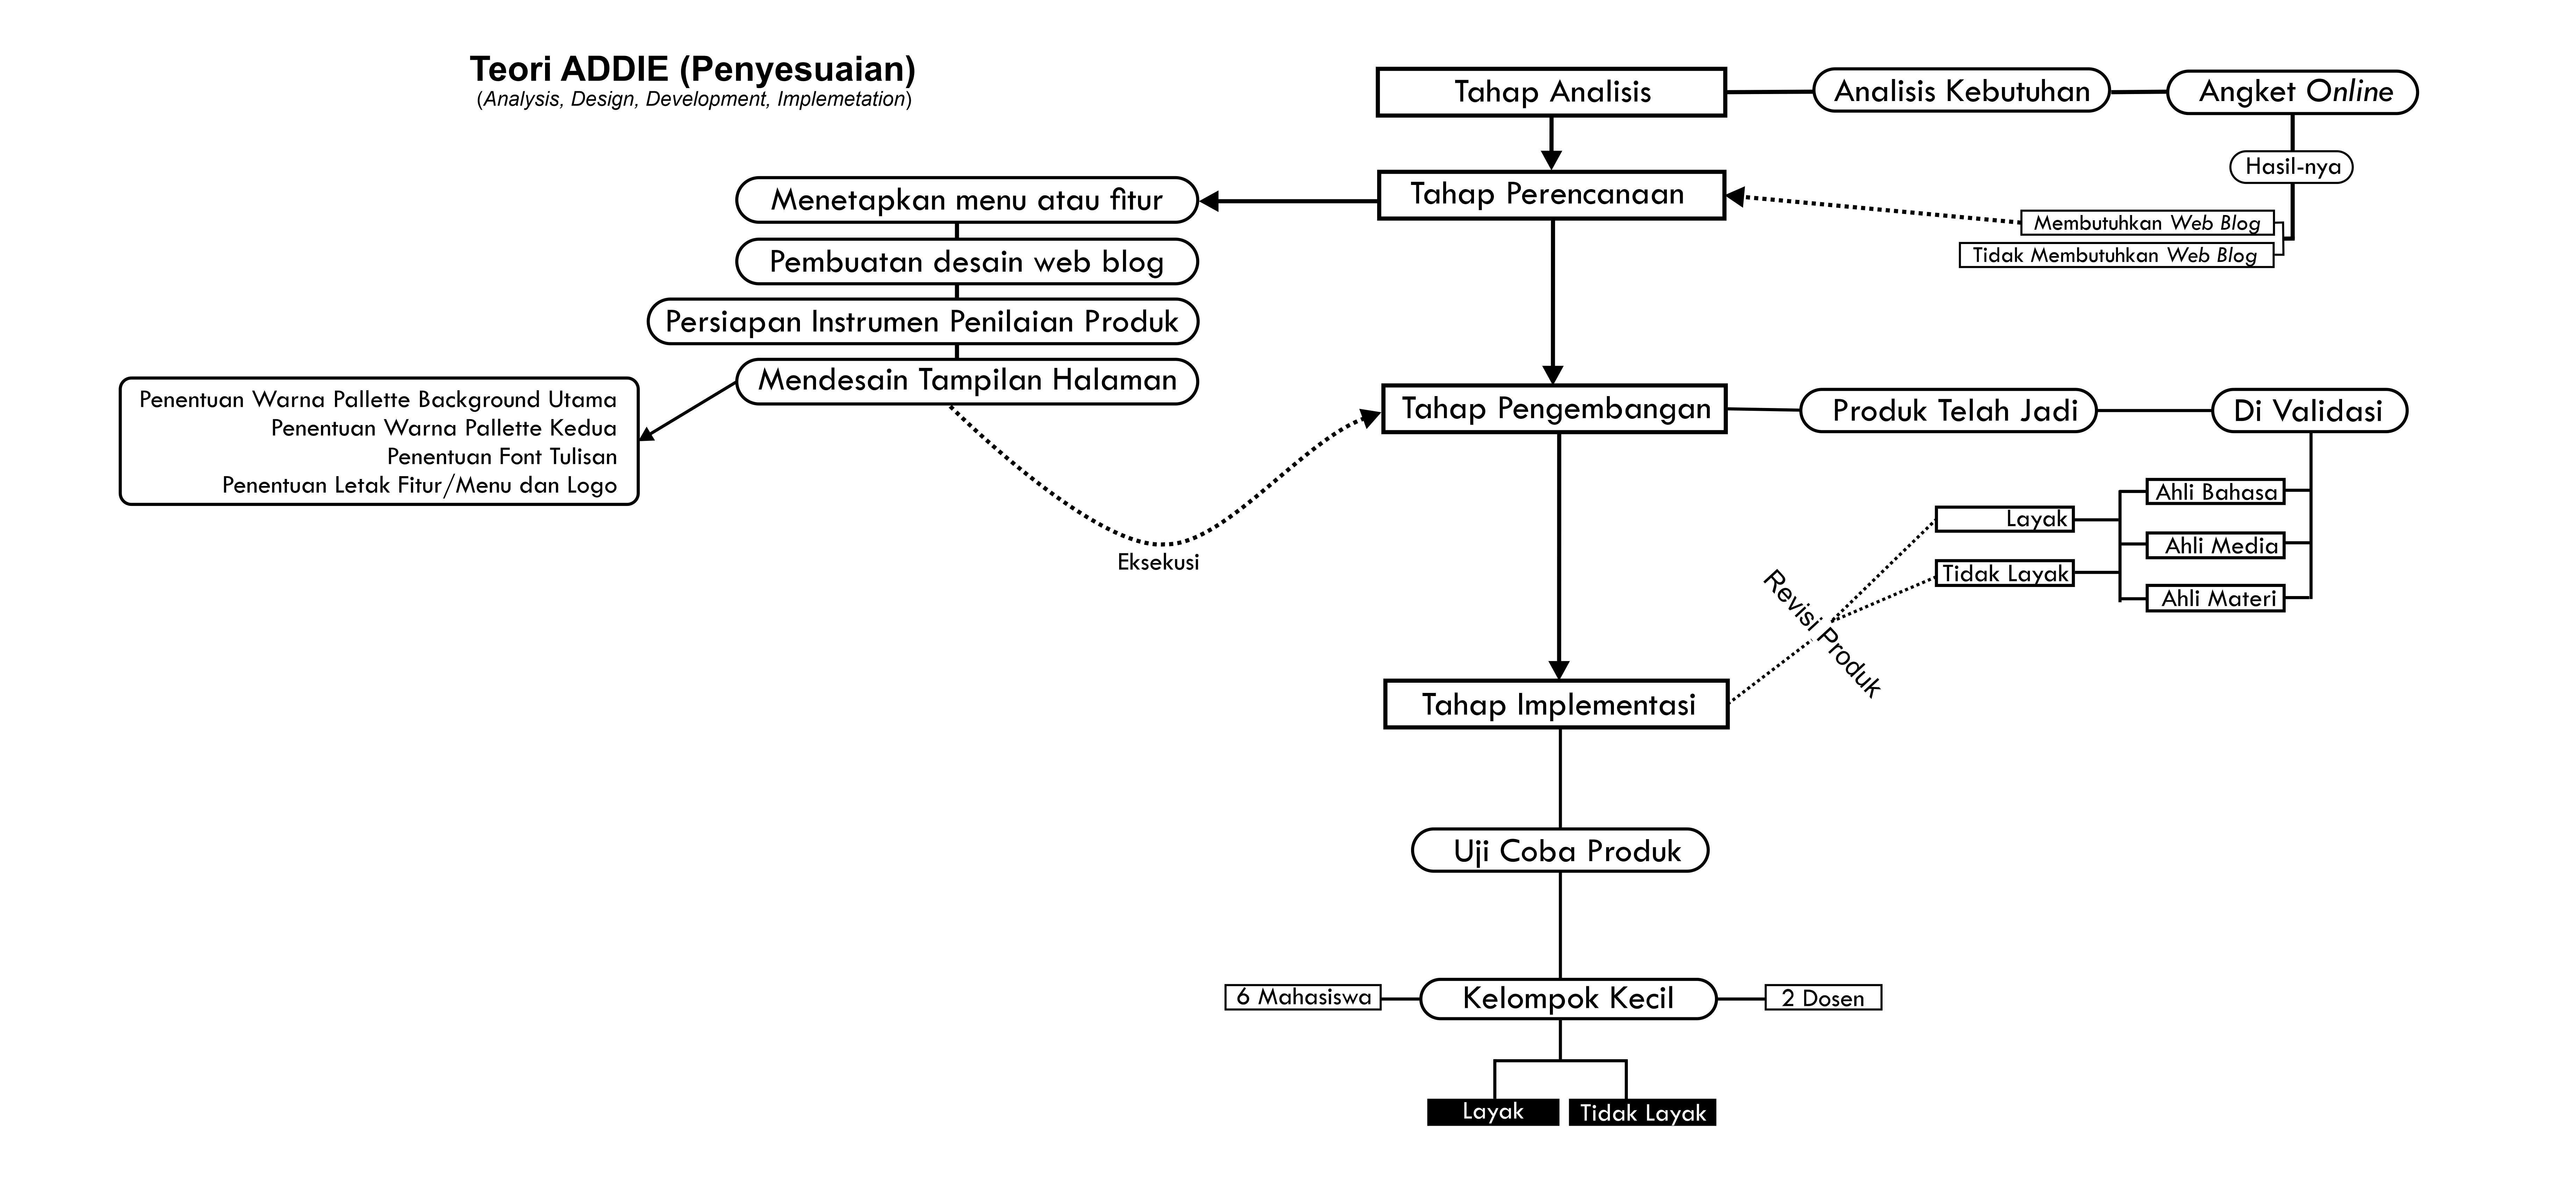 Teori ADDIE (Penyesuaian)
(Analysis, Design, Development, Implemetation)
Tahap Analisis
Analisis Kebutuhan
Angket Online
Hasil-nya
Membutuhkan Web Blog
Tidak Membutuhkan Web Blog
Tahap Perencanaan
Menetapkan menu atau fitur
Pembuatan desain web blog
Persiapan Instrumen Penilaian Produk
Mendesain Tampilan Halaman
Penentuan Warna Pallette Background Utama
Penentuan Warna Pallette Kedua
Penentuan Font Tulisan
Penentuan Letak Fitur/Menu dan Logo
Eksekusi
Tahap Pengembangan
Produk Telah Jadi
Di Validasi
Ahli Bahasa
Ahli Media
Ahli Materi
Layak
Tidak Layak
Revisi Produk
Tahap Implementasi
Uji Coba Produk
6 Mahasiswa
Kelompok Kecil
2 Dosen
Layak
Tidak Layak